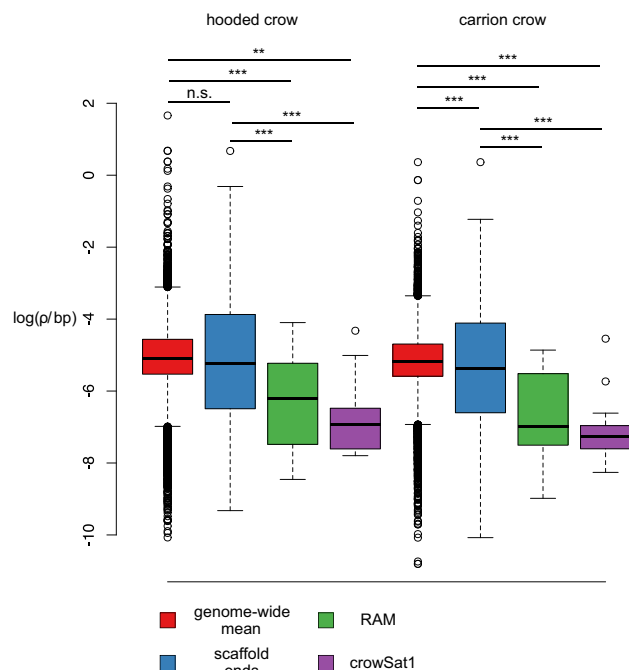 hooded crow carrion crow
**
***
***
***
n.s.
***
***
***
***
***
2
0
-2
-4
log(ρ/bp)
-6
-8
-10
genome-wide
mean
RAM
scaffold
ends
crowSat1